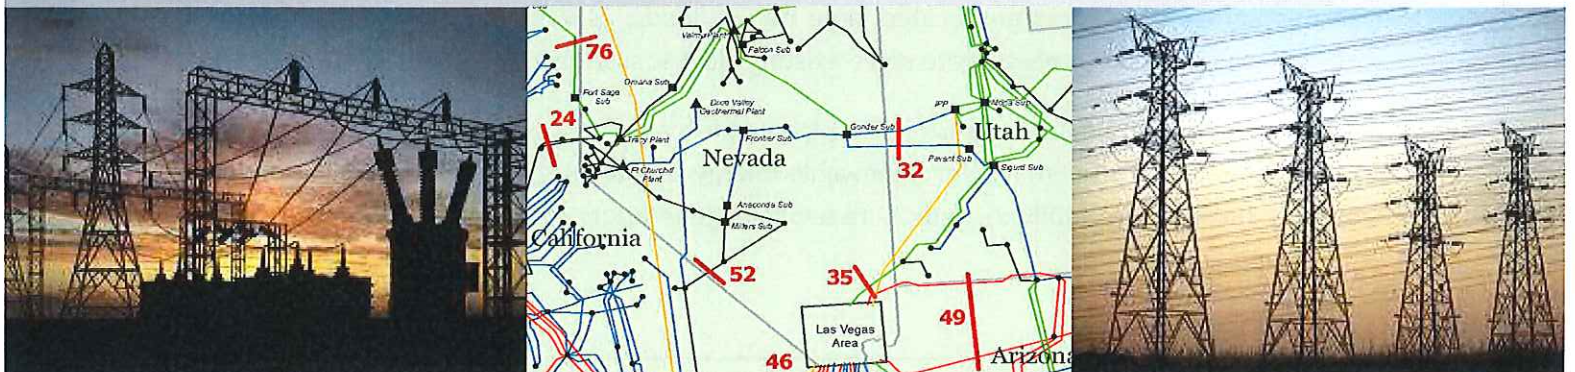 76
Valmy Plant
Falcon Sub
Omaha Sub
Fort Sage
Sub
Dixie Valley
Geothermal Plant
24
Tracy Plant
Frontier Sub
Gonder Sub
IPP
Mona Sub
Utah
Nevada
Ft Churchill
Plant
32
Pavant Sub
Sigurd Sub
Anaconda Sub
Millers Sub
California
52
35
49
Las Vegas
Area
46
Arizona